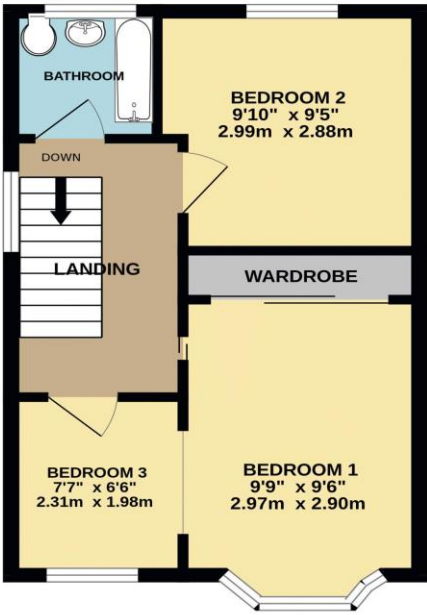 BATHROOM
BEDROOM 2
9'10" x 9'5"
2.99m x 2.88m
DOWN
LANDING
WARDROBE
BEDROOM 3
7'7" x 6'6"
2.31m x 1.98m
BEDROOM 1
9'9" x 9'6"
2.97m x 2.90m